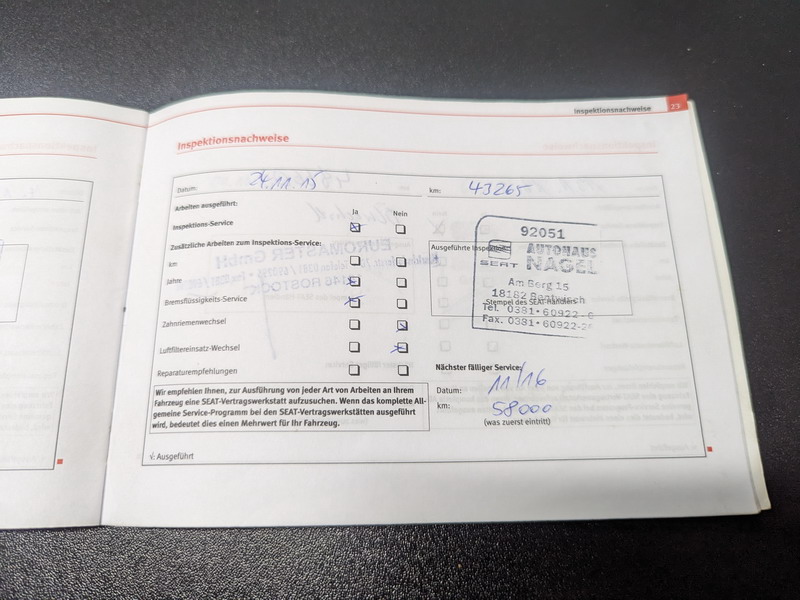 Inspektionsnachweise 23
Inspektionsnachweise
Datum: 24.11.15 km: 43265
Arbeiten ausgeführt:
Ja Nein
Inspektions-Service
Zusätzliche Arbeiten zum Inspektions-Service:
km
Jahre
Bremsflüssigkeits-Service
Zahnriemenwechsel
Luftfiltereinsatz-Wechsel
Reparaturempfehlungen
Wir empfehlen Ihnen, zur Ausführung von jeder Art von Arbeiten an Ihrem
Fahrzeug eine SEAT-Vertragswerkstatt aufzusuchen. Wenn das komplette All-
gemeine Service-Programm bei den SEAT-Vertragswerkstätten ausgeführt
wird, bedeutet dies einen Mehrwert für Ihr Fahrzeug.
√: Ausgeführt
Ausgeführte
92051
SEAT AUTOHAUS
NAGEL
Am Berg 15
18182
Stempel des SEAT-Händlers
Tel. 0381-60922-0
Fax. 0381-60922-
Nächster fälliger Service:
Datum: 11/16
km: 58000
(was zuerst eintritt)
EUROMASTER GmbH
ROSTOCK